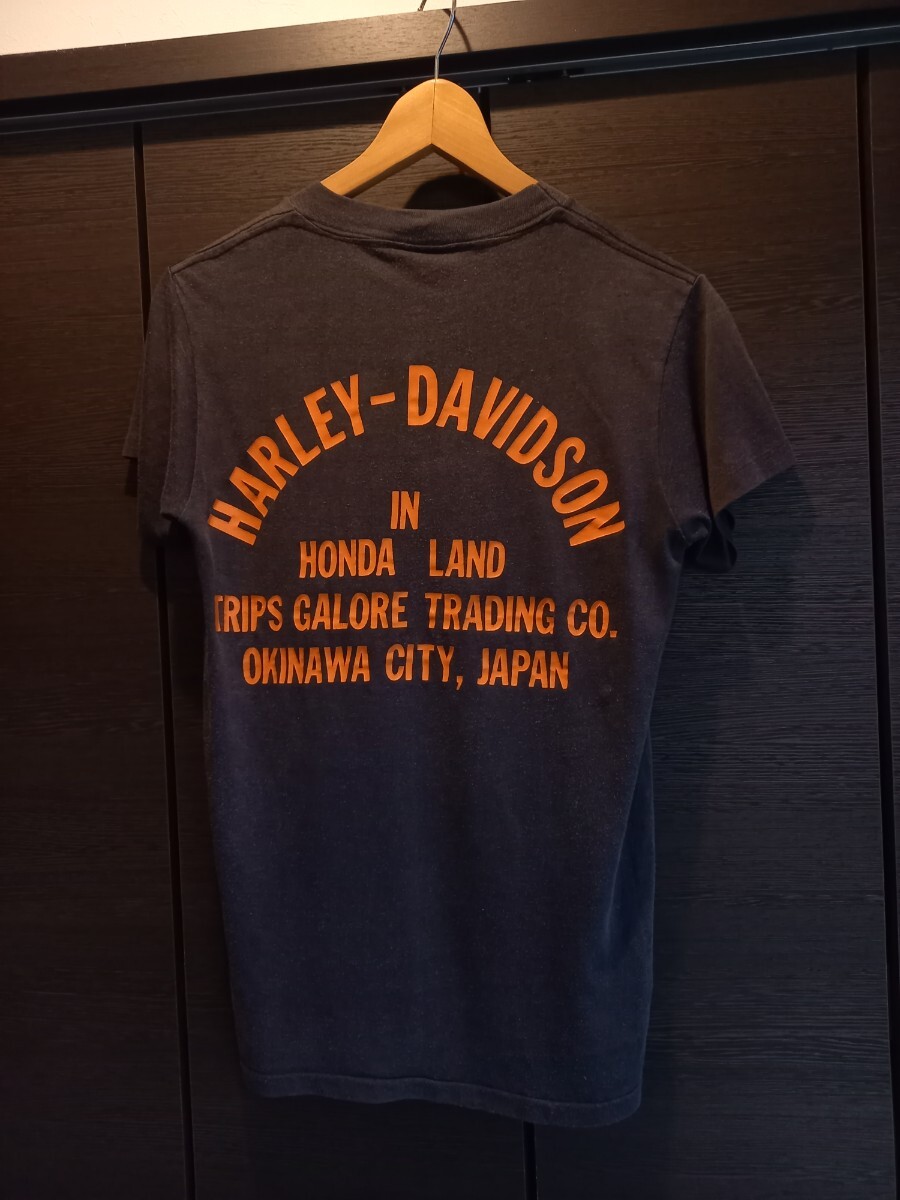 HARLEY-DAVIDSON
IN
HONDA LAND
TRIPS GALORE TRADING CO.
OKINAWA CITY, JAPAN